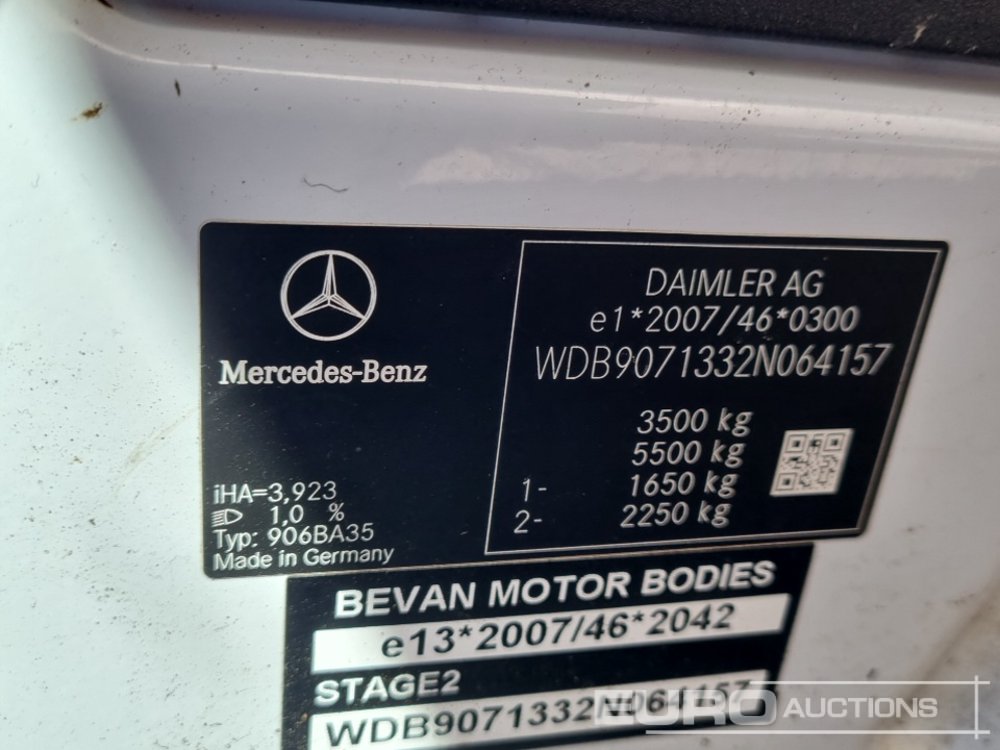 Mercedes-Benz
iHA=3,923
1,0 %
Typ: 906BA35
Made in Germany
DAIMLER AG
e1*2007/46*0300
WDB9071332N064157
3500 kg
5500 kg
1- 1650 kg
2- 2250 kg
BEVAN MOTOR BODIES
e13*2007/46*2042
STAGE2
WDB9071332N064157
EURO AUCTIONS